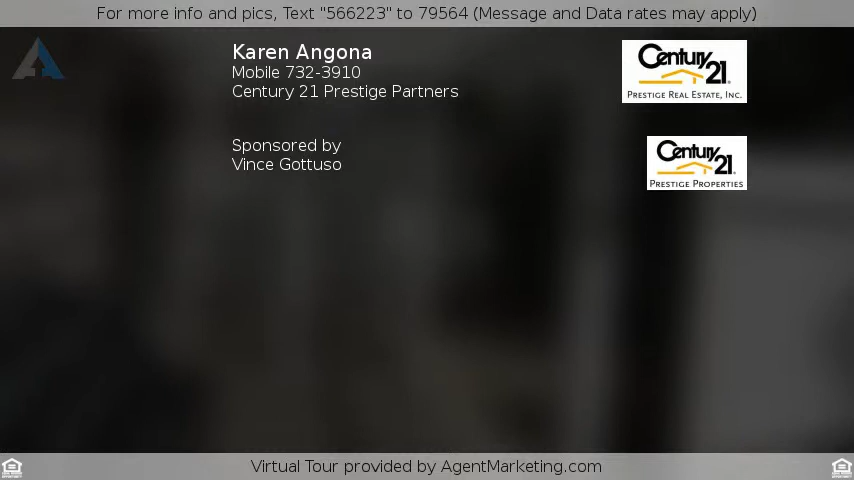 For more info and pics, Text "566223" to 79564 (Message and Data rates may apply)
Karen Angona
Mobile 732-3910
Century 21 Prestige Partners
Century 21
PRESTIGE REAL ESTATE, INC.
Sponsored by
Vince Gottuso
Century 21
PRESTIGE PROPERTIES
Virtual Tour provided by AgentMarketing.com